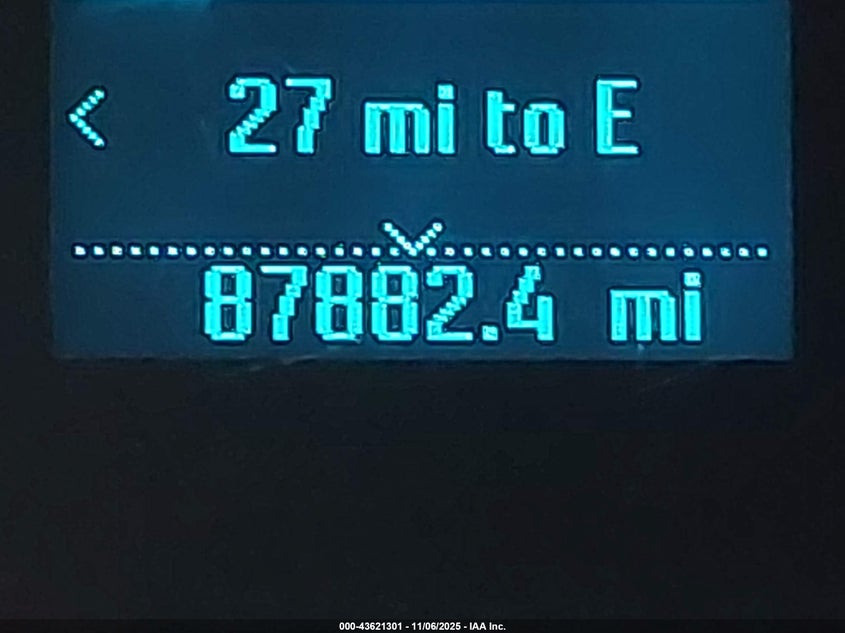 < 27 mi to E
87882.4 mi
000-43621301 - 11/06/2025 - IAA Inc.